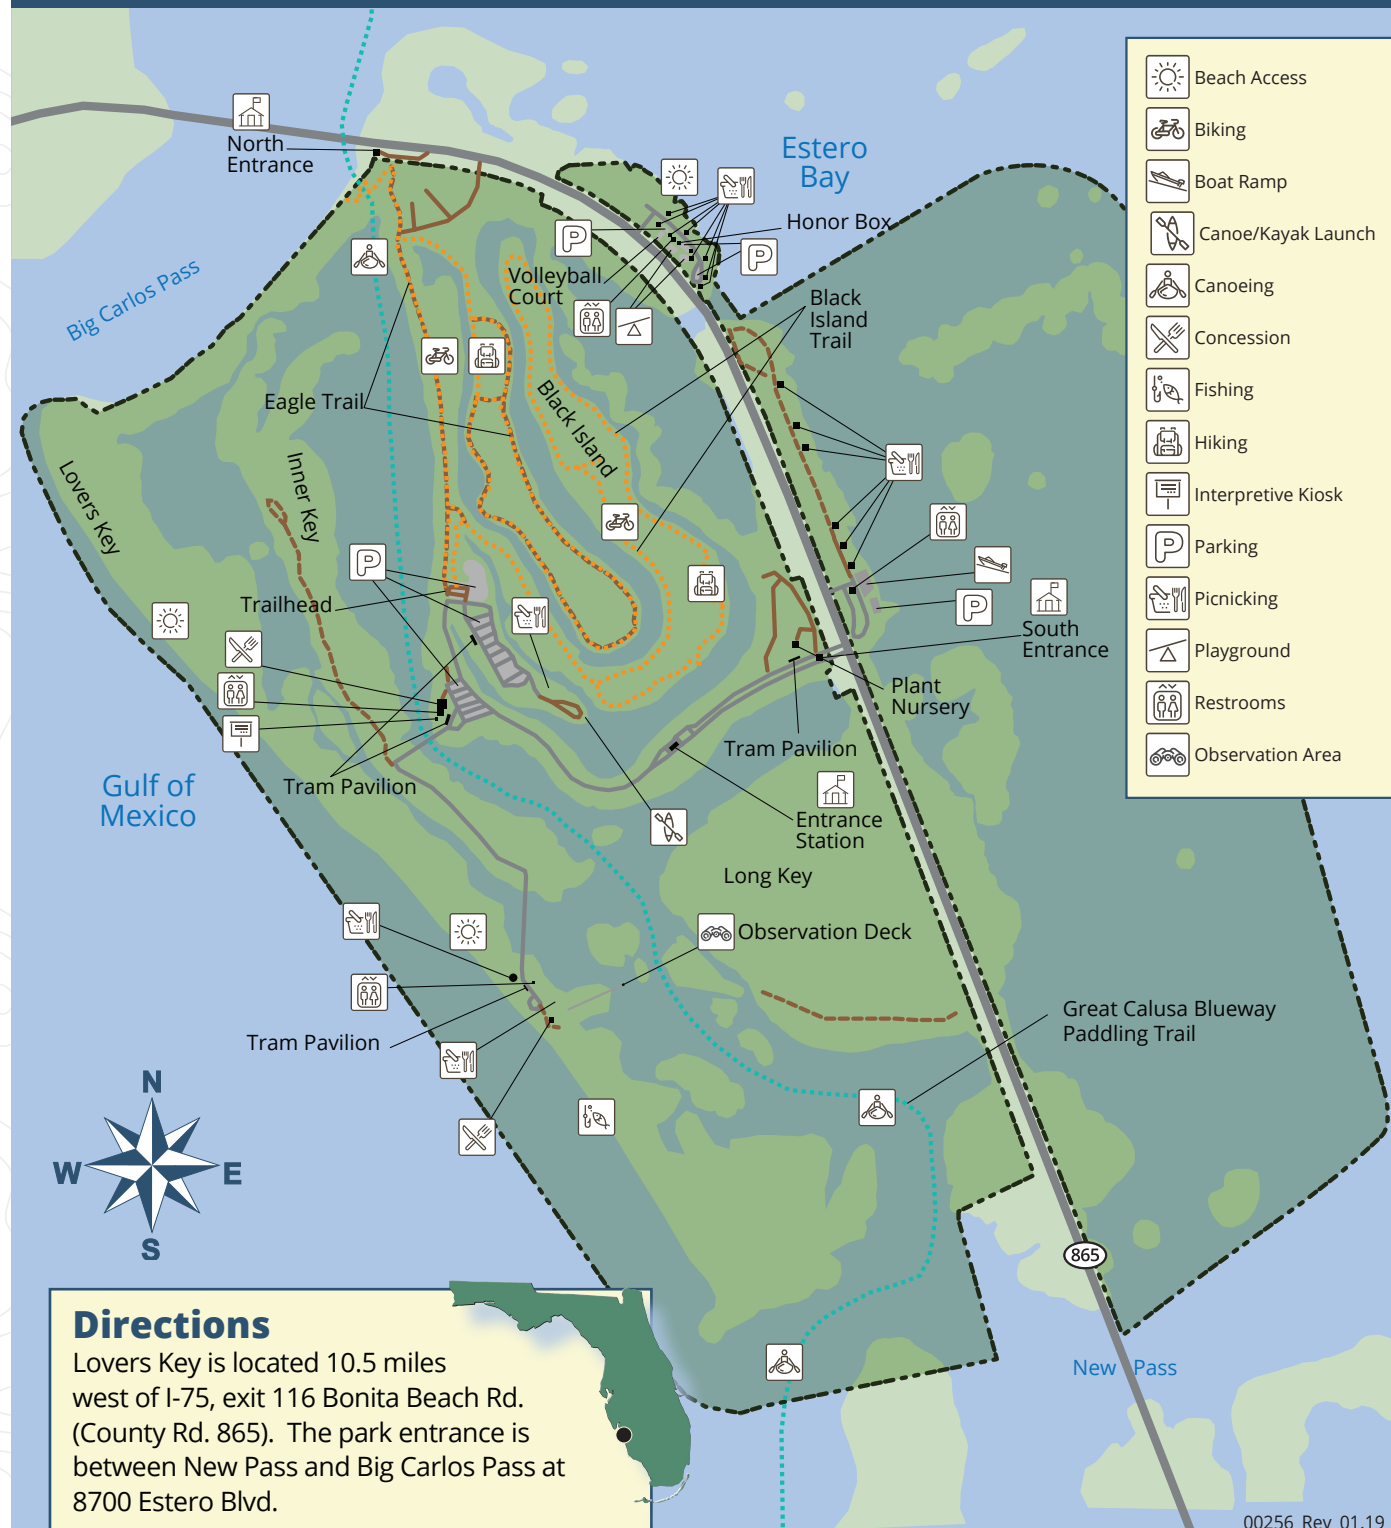 North
Entrance
Estero
Bay
Honor Box
P
P
Volleyball
Court
Black
Island
Trail
Big Carlos Pass
Eagle Trail
Black Island
Lovers Key
Inner Key
P
Trailhead
P
South
Entrance
Plant
Nursery
Tram Pavilion
Tram Pavilion
Gulf of
Mexico
Entrance
Station
Long Key
Observation Deck
Great Calusa Blueway
Paddling Trail
Tram Pavilion
N
W
E
S
865
New Pass
Beach Access
Biking
Boat Ramp
Canoe/Kayak Launch
Canoeing
Concession
Fishing
Hiking
Interpretive Kiosk
P Parking
Picnicking
Playground
Restrooms
Observation Area
Directions
Lovers Key is located 10.5 miles
west of I-75, exit 116 Bonita Beach Rd.
(County Rd. 865). The park entrance is
between New Pass and Big Carlos Pass at
8700 Estero Blvd.
00256 Rev 01.19